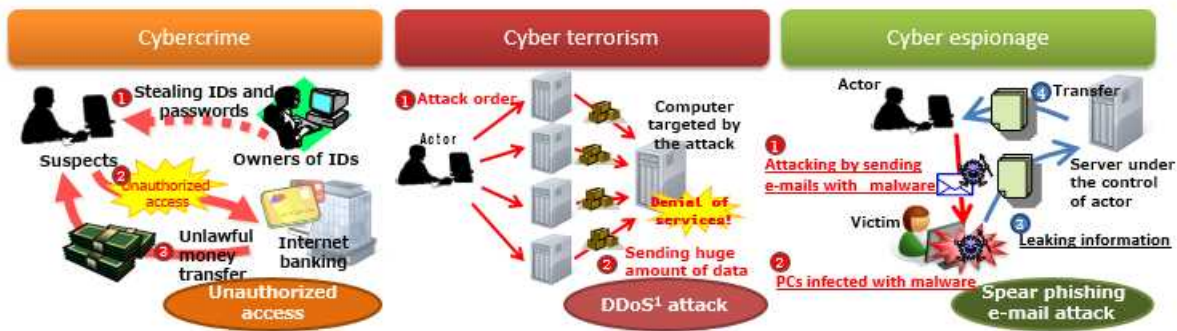 Cybercrime
1 Stealing IDs and
passwords
Suspects
Owners of IDs
2
Unauthorized
access
3 Unlawful
money
transfer
Internet
banking
Unauthorized
access
Cyber terrorism
1 Attack order
Actor
Computer
targeted by
the attack
Denial of
services!
2 Sending huge
amount of data
DDoS¹ attack
Cyber espionage
Actor
4 Transfer
1
Attacking by sending
e-mails with malware
Server under
the control
of actor
Victim
3
Leaking information
2
PCs infected with malware
Spear phishing
e-mail attack